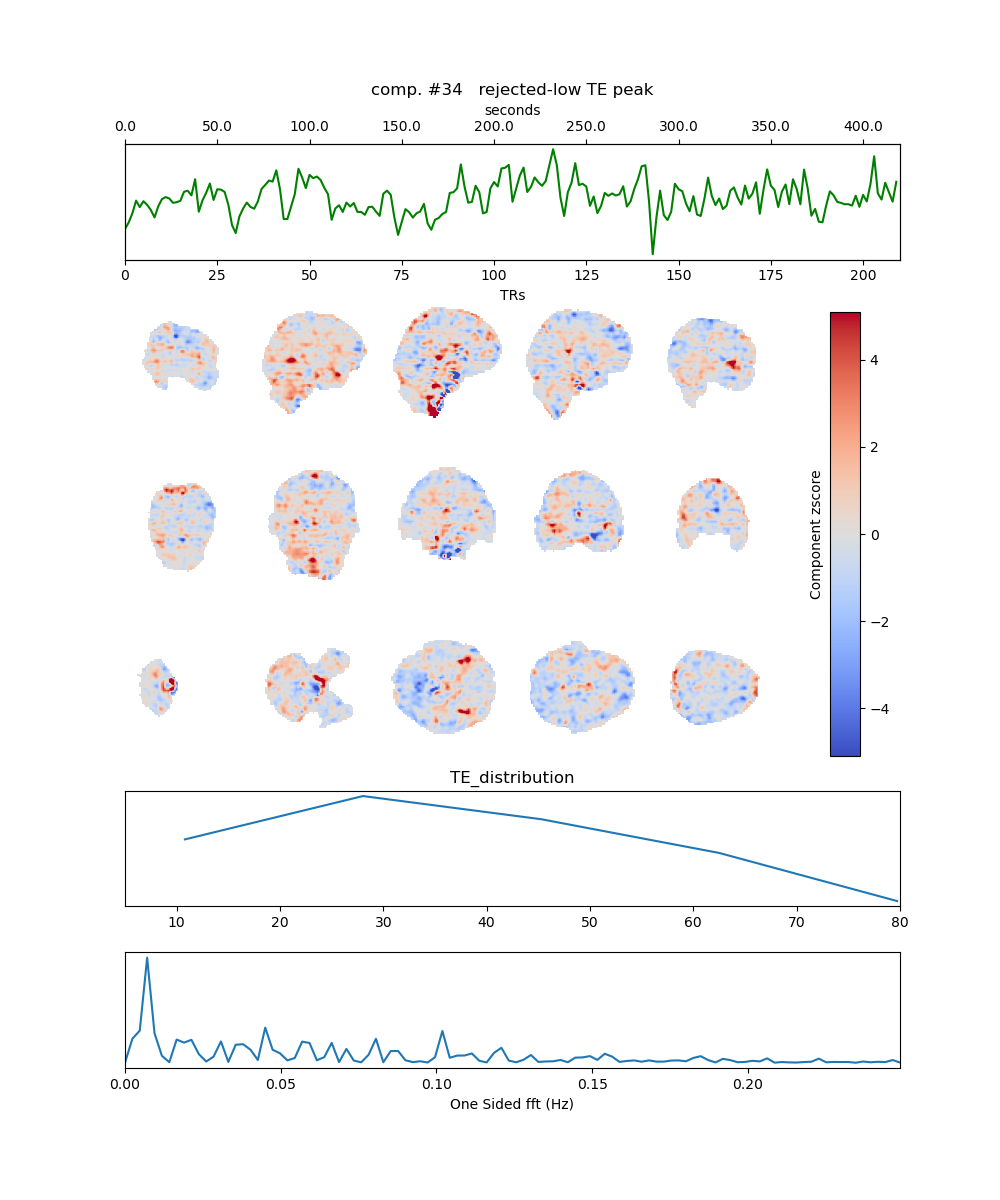 comp. #34   rejected-low TE peak
seconds
0.0 50.0 100.0 150.0 200.0 250.0 300.0 350.0 400.0
0 25 50 75 100 125 150 175 200
TRs
4
2
0
−2
−4
Component zscore
TE_distribution
10 20 30 40 50 60 70 80
0.00 0.05 0.10 0.15 0.20
One Sided fft (Hz)